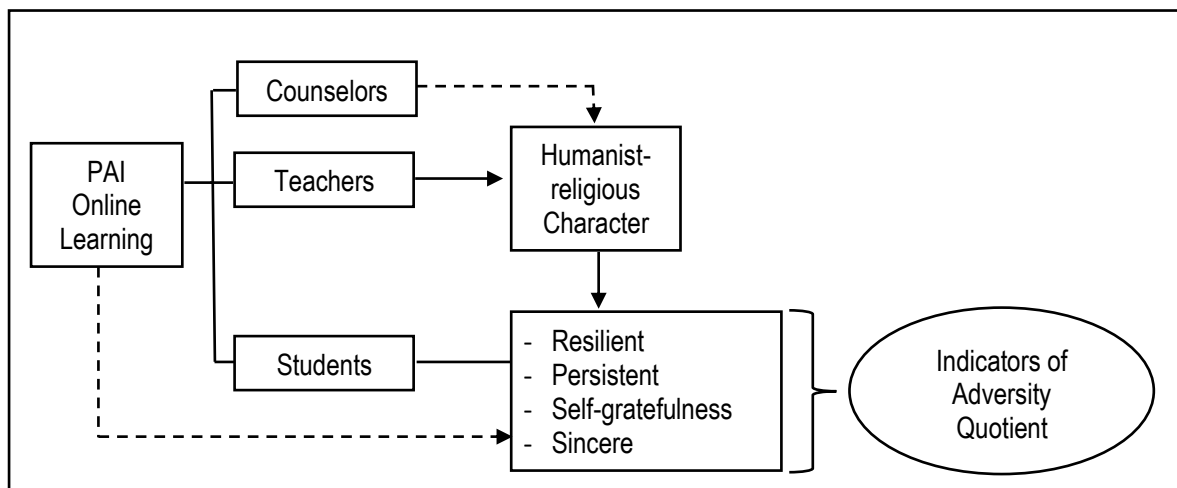 Counselors
PAI
Online
Learning
Teachers
Humanist-
religious
Character
Students
- Resilient
- Persistent
- Self-gratefulness
- Sincere
Indicators of
Adversity
Quotient